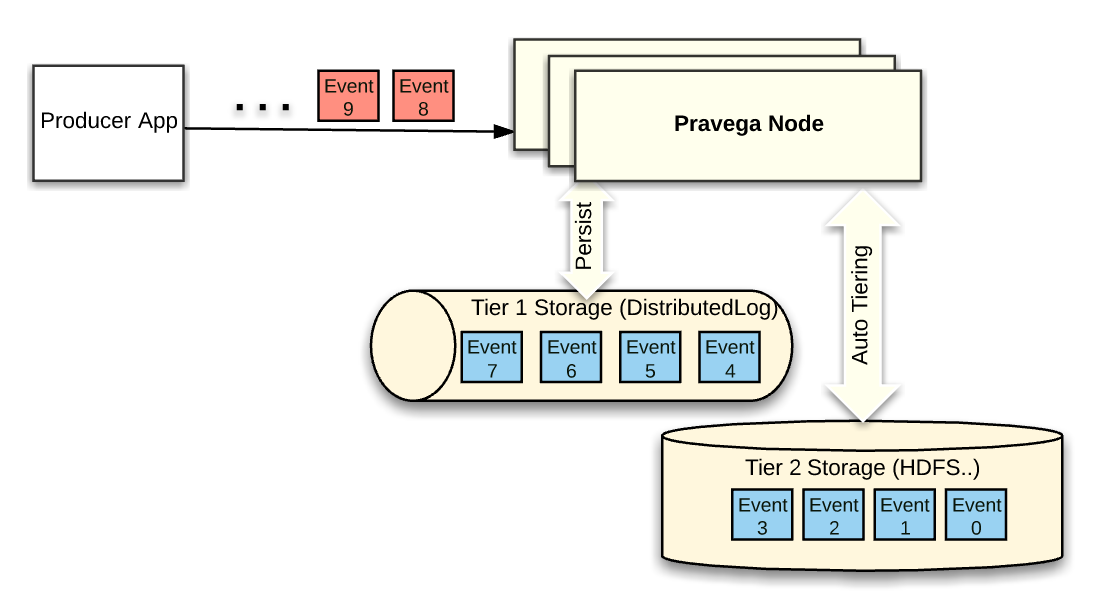 Producer App
. . .
Event
9
Event
8
Pravega Node
Persist
Auto Tiering
Tier 1 Storage (DistributedLog)
Event
7
Event
6
Event
5
Event
4
Tier 2 Storage (HDFS..)
Event
3
Event
2
Event
1
Event
0